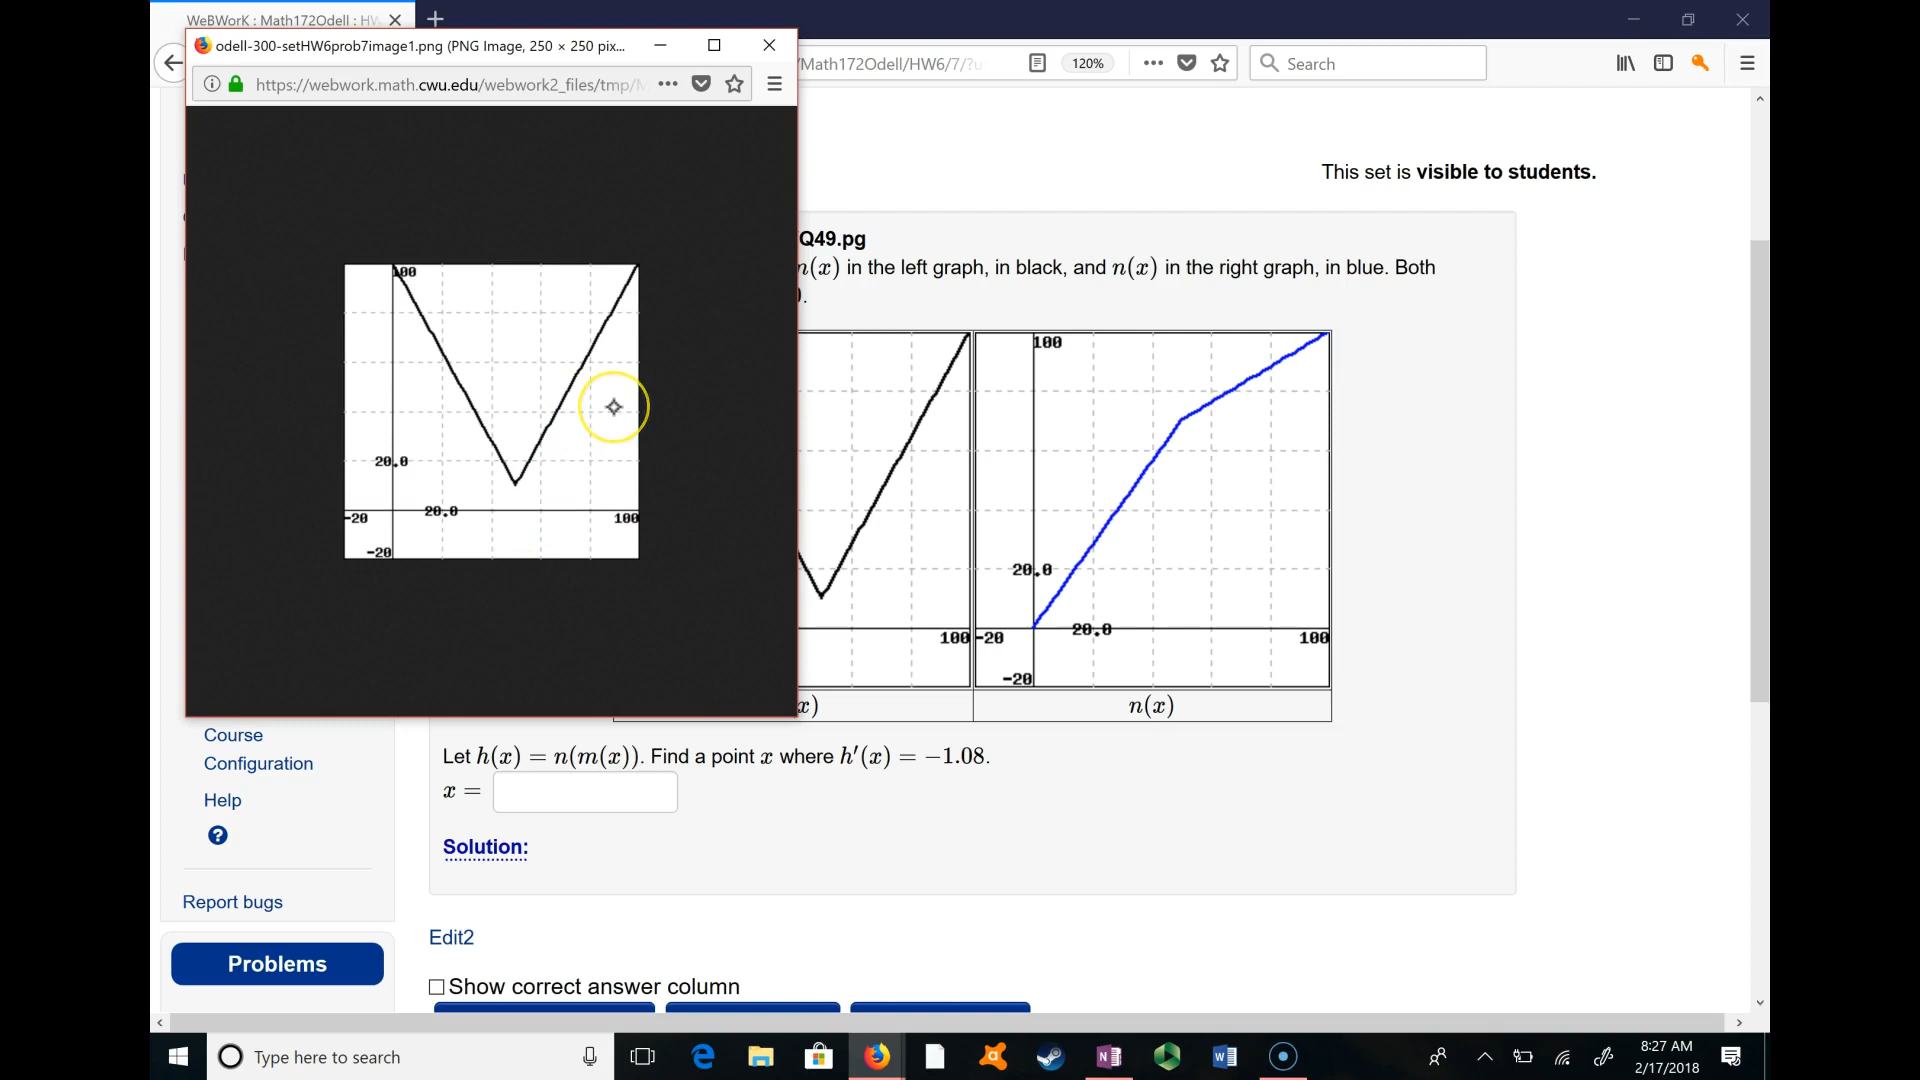 WeBWorK : Math172Odell : HW
odell-300-setHW6prob7image1.png (PNG Image, 250 × 250 pix...
https://webwork.math.cwu.edu/webwork2_files/tmp/M
/Math172Odell/HW6/7/?u
120%
Search
This set is visible to students.
Q49.pg
m(x) in the left graph, in black, and n(x) in the right graph, in blue. Both
).
100
20.0
-20
20.0
100
-20
100
100
20.0
-20
20.0
100
-20
x)
n(x)
Let h(x) = n(m(x)). Find a point x where h′(x) = −1.08.
x =
Solution:
Course
Configuration
Help
?
Report bugs
Problems
Edit2
Show correct answer column
Type here to search
8:27 AM
2/17/2018